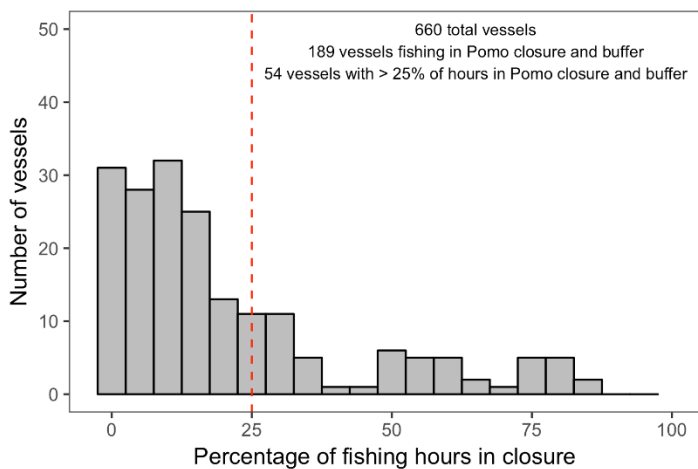 660 total vessels
189 vessels fishing in Pomo closure and buffer
54 vessels with > 25% of hours in Pomo closure and buffer
Number of vessels
50
40
30
20
10
0
0 25 50 75 100
Percentage of fishing hours in closure